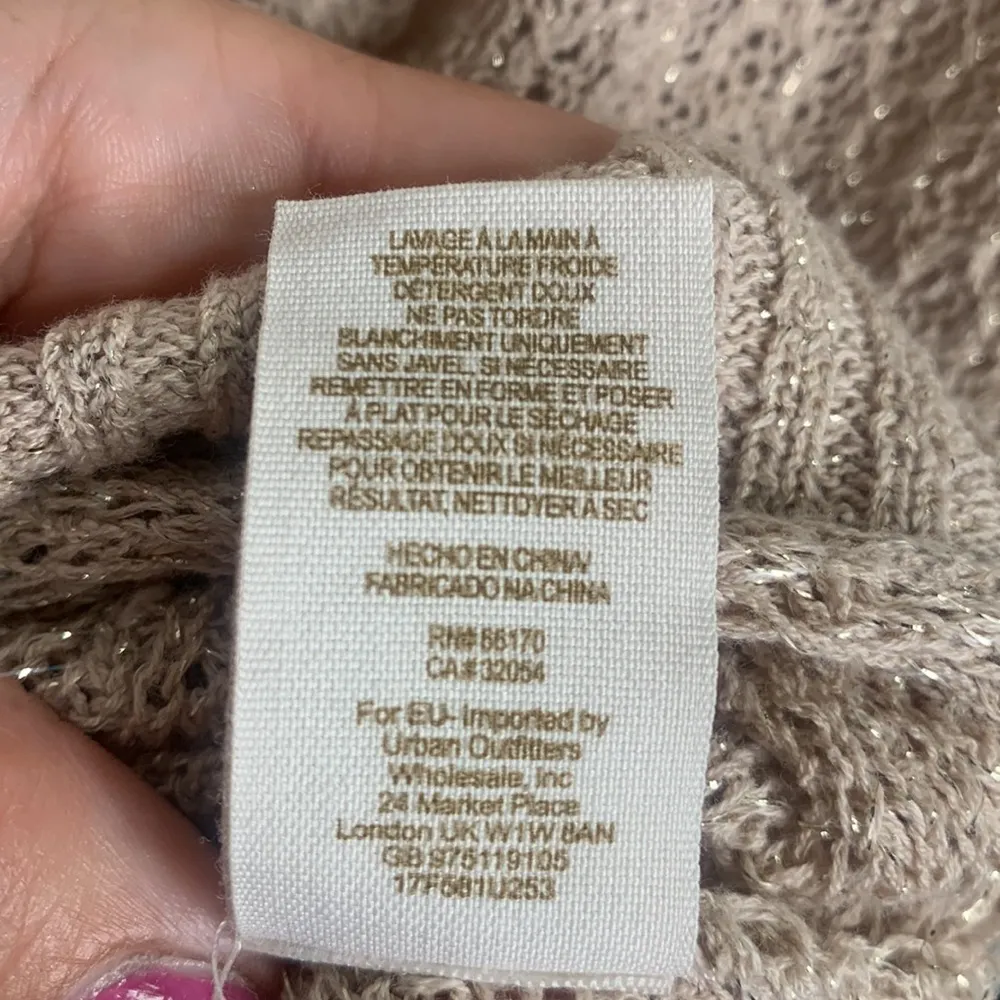 LAVAGE À LA MAIN À
TEMPÉRATURE FROIDE
DÉTERGENT DOUX
NE PAS TORDRE
BLANCHIMENT UNIQUEMENT
SANS JAVEL, SI NÉCESSAIRE
REMETTRE EN FORME ET POSER
À PLAT POUR LE SÉCHAGE
REPASSAGE DOUX SI NÉCESSAIRE
POUR OBTENIR LE MEILLEUR
RÉSULTAT, NETTOYER À SEC
HECHO EN CHINA/
FABRICADO NA CHINA
RN# 66170
CA# 32054
For EU- Imported by
Urban Outfitters
Wholesale, Inc
24 Market Place
London UK W1W 8AN
GB 975119105